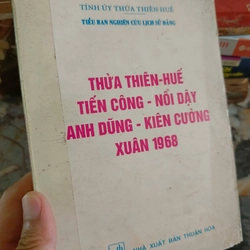 TỈNH ỦY THỪA THIÊN HUẾ
TIỂU BAN NGHIÊN CỨU LỊCH SỬ ĐẢNG
THỪA THIÊN-HUẾ
TIẾN CÔNG - NỔI DẬY
ANH DŨNG - KIÊN CƯỜNG
XUÂN 1968
NHÀ XUẤT BẢN THUẬN HÓA